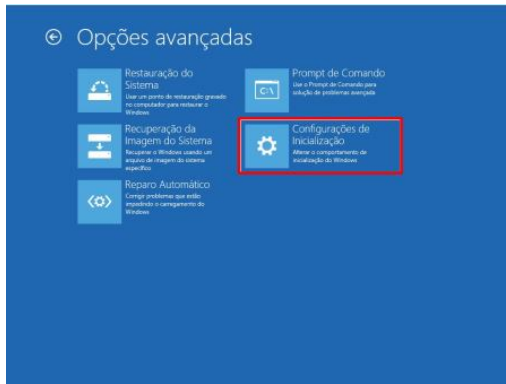 Opções avançadas
Restauração do
Sistema
Usar um ponto de restauração gravado
no computador para restaurar o
Windows
Prompt de Comando
Use o Prompt de Comando para
solução de problemas avançada
C:\
Recuperação da
Imagem do Sistema
Recuperar o Windows usando um
arquivo de imagem do sistema
específico
Configurações de
Inicialização
Alterar o comportamento de
inicialização do Windows
Reparo Automático
Corrigir problemas que estão
impedindo o carregamento do
Windows